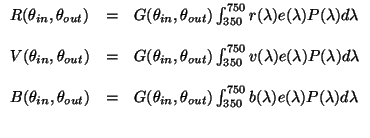 R(θ_in, θ_out) = G(θ_in, θ_out) ∫_350^750 r(λ)e(λ)P(λ)dλ
V(θ_in, θ_out) = G(θ_in, θ_out) ∫_350^750 v(λ)e(λ)P(λ)dλ
B(θ_in, θ_out) = G(θ_in, θ_out) ∫_350^750 b(λ)e(λ)P(λ)dλ